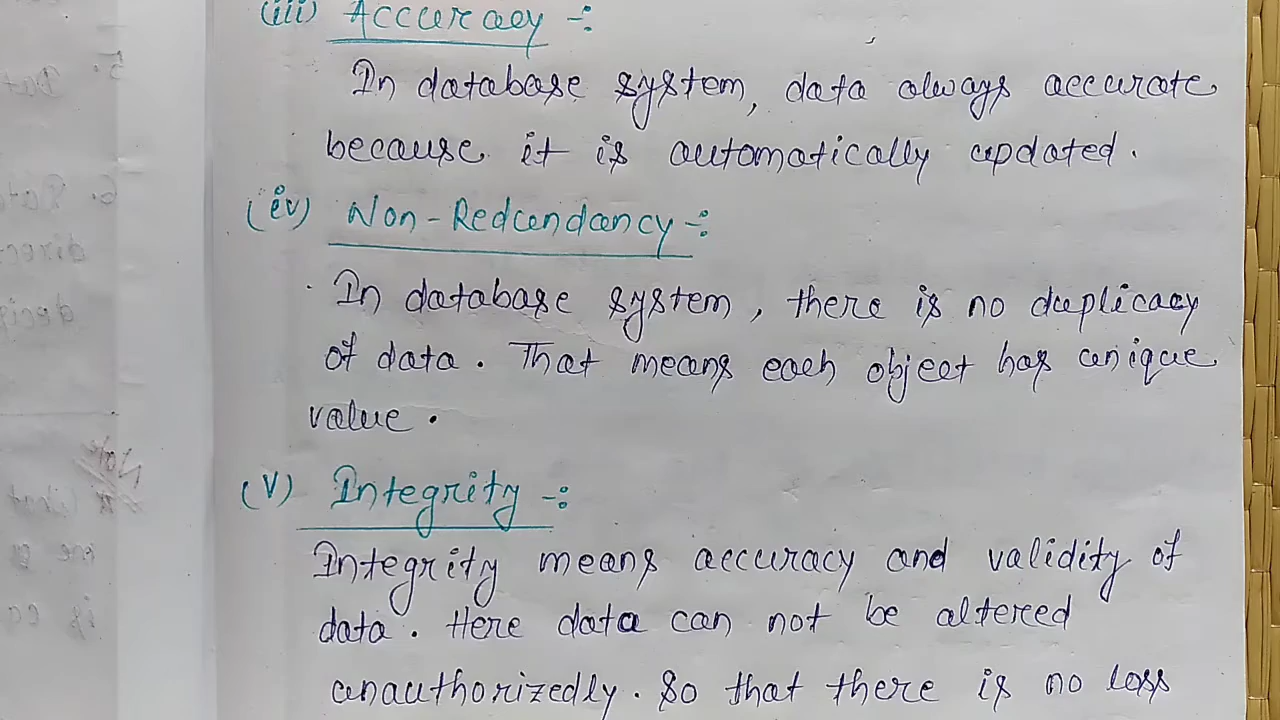 (iii) Accuracy -:
In database system, data always accurate
because it is automatically updated.
(iv) Non-Redundancy -:
In database system, there is no duplicacy
of data. That means each object has unique
value.
(v) Integrity -:
Integrity means accuracy and validity of
data. Here data can not be altered
unauthorizedly. So that there is no loss